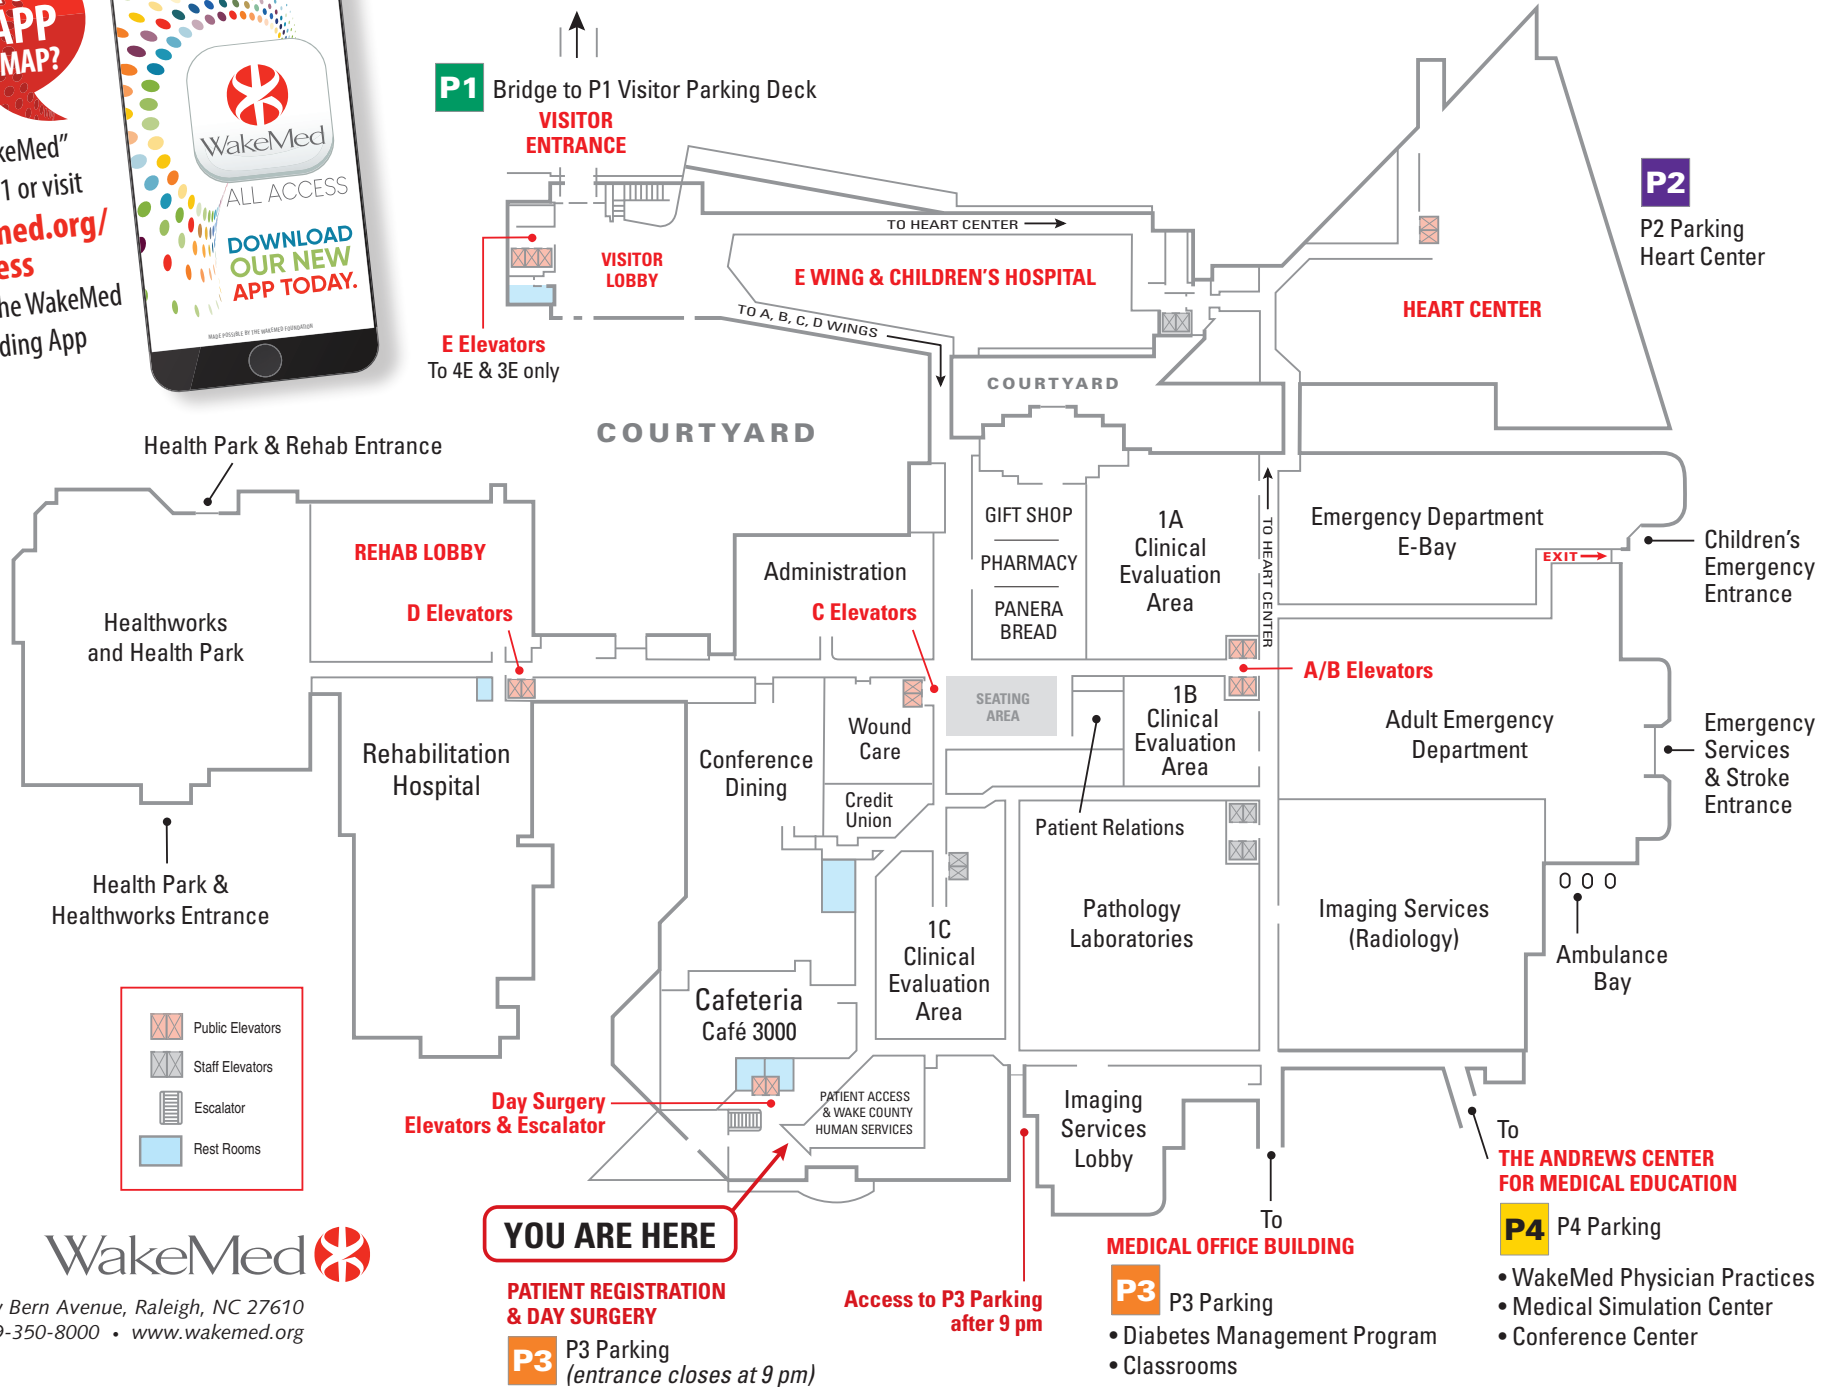 APP
MAP?
WakeMed
ALL ACCESS
DOWNLOAD
OUR NEW
APP TODAY.
MADE POSSIBLE BY THE WAKEMED FOUNDATION
1 or visit
he WakeMed
P1 Bridge to P1 Visitor Parking Deck
VISITOR
ENTRANCE
TO HEART CENTER
VISITOR
LOBBY
E WING & CHILDREN'S HOSPITAL
TO A, B, C, D WINGS
E Elevators
To 4E & 3E only
HEART CENTER
P2
P2 Parking
Heart Center
COURTYARD
COURTYARD
Health Park & Rehab Entrance
REHAB LOBBY
D Elevators
Healthworks
and Health Park
Administration
C Elevators
GIFT SHOP
PHARMACY
PANERA
BREAD
1A
Clinical
Evaluation
Area
TO HEART CENTER
Emergency Department
E-Bay
EXIT
Children's
Emergency
Entrance
A/B Elevators
SEATING
AREA
1B
Clinical
Evaluation
Area
Adult Emergency
Department
Emergency
Services
& Stroke
Entrance
Rehabilitation
Hospital
Conference
Dining
Wound
Care
Credit
Union
Patient Relations
Health Park &
Healthworks Entrance
1C
Clinical
Evaluation
Area
Pathology
Laboratories
Imaging Services
(Radiology)
Ambulance
Bay
Cafeteria
Café 3000
Public Elevators
Staff Elevators
Escalator
Rest Rooms
Day Surgery
Elevators & Escalator
PATIENT ACCESS
& WAKE COUNTY
HUMAN SERVICES
Imaging
Services
Lobby
To
THE ANDREWS CENTER
FOR MEDICAL EDUCATION
P4 P4 Parking
• WakeMed Physician Practices
• Medical Simulation Center
• Conference Center
To
MEDICAL OFFICE BUILDING
P3 P3 Parking
• Diabetes Management Program
• Classrooms
Access to P3 Parking
after 9 pm
YOU ARE HERE
PATIENT REGISTRATION
& DAY SURGERY
P3 P3 Parking
(entrance closes at 9 pm)
WakeMed
Bern Avenue, Raleigh, NC 27610
9-350-8000 • www.wakemed.org